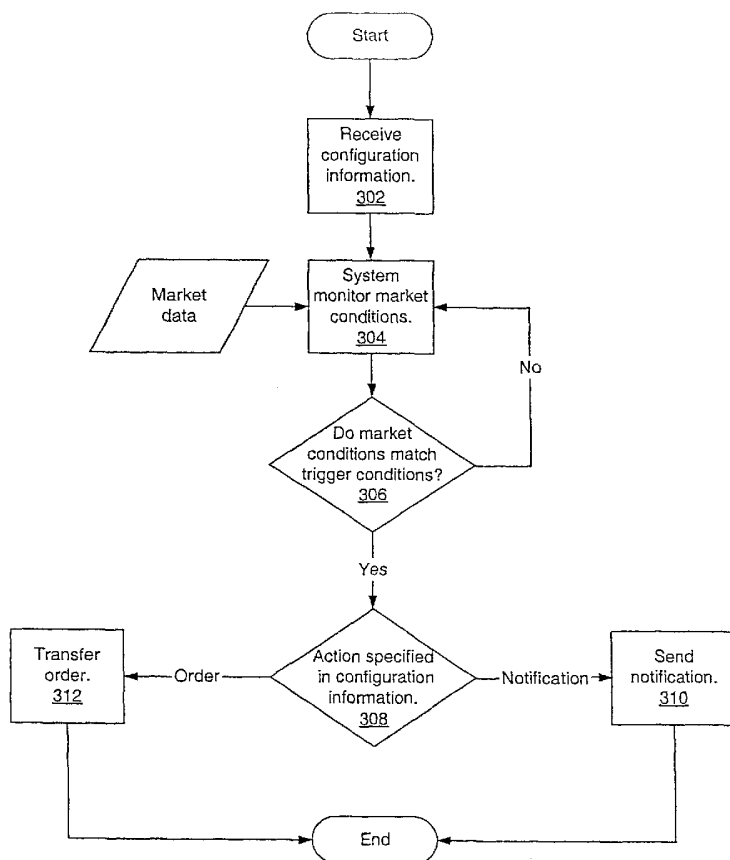 Start
Receive
configuration
information.
302
Market
data
System
monitor market
conditions.
304
No
Do market
conditions match
trigger conditions?
306
Yes
Transfer
order.
312
Order
Action specified
in configuration
information.
308
Notification
Send
notification.
310
End